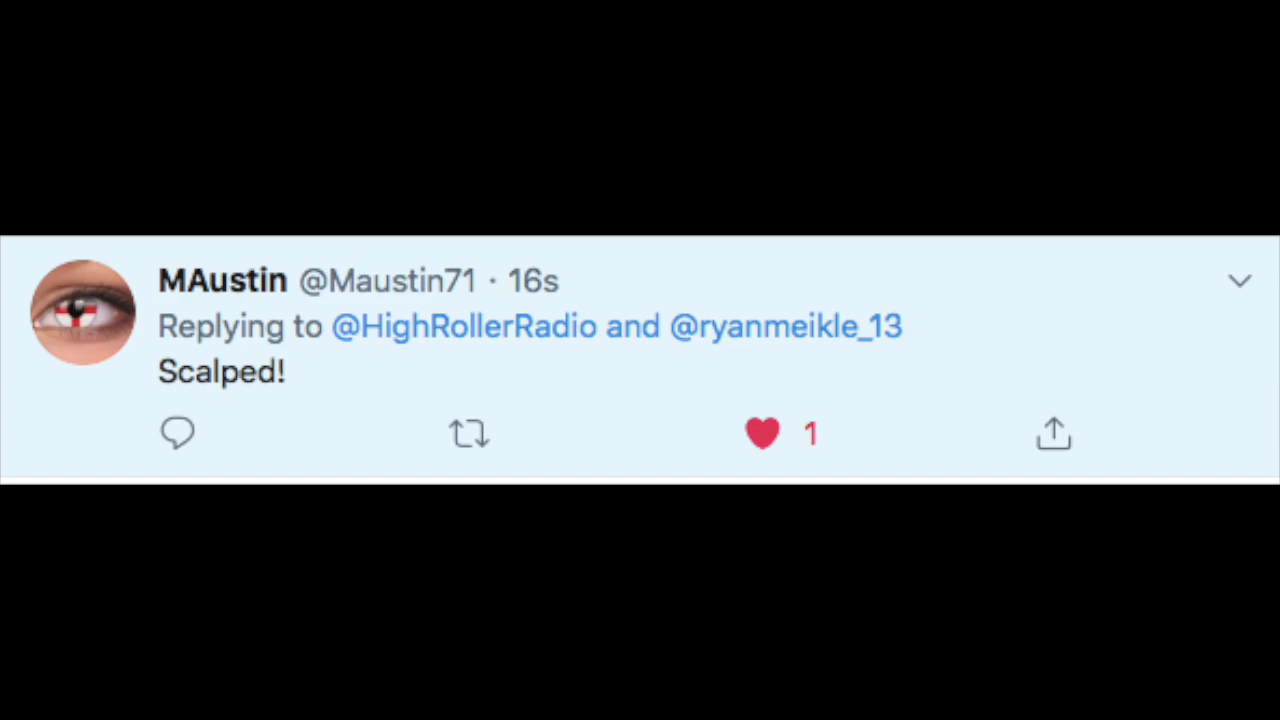 MAustin @Maustin71 · 16s
Replying to @HighRollerRadio and @ryanmeikle_13
Scalped!
1